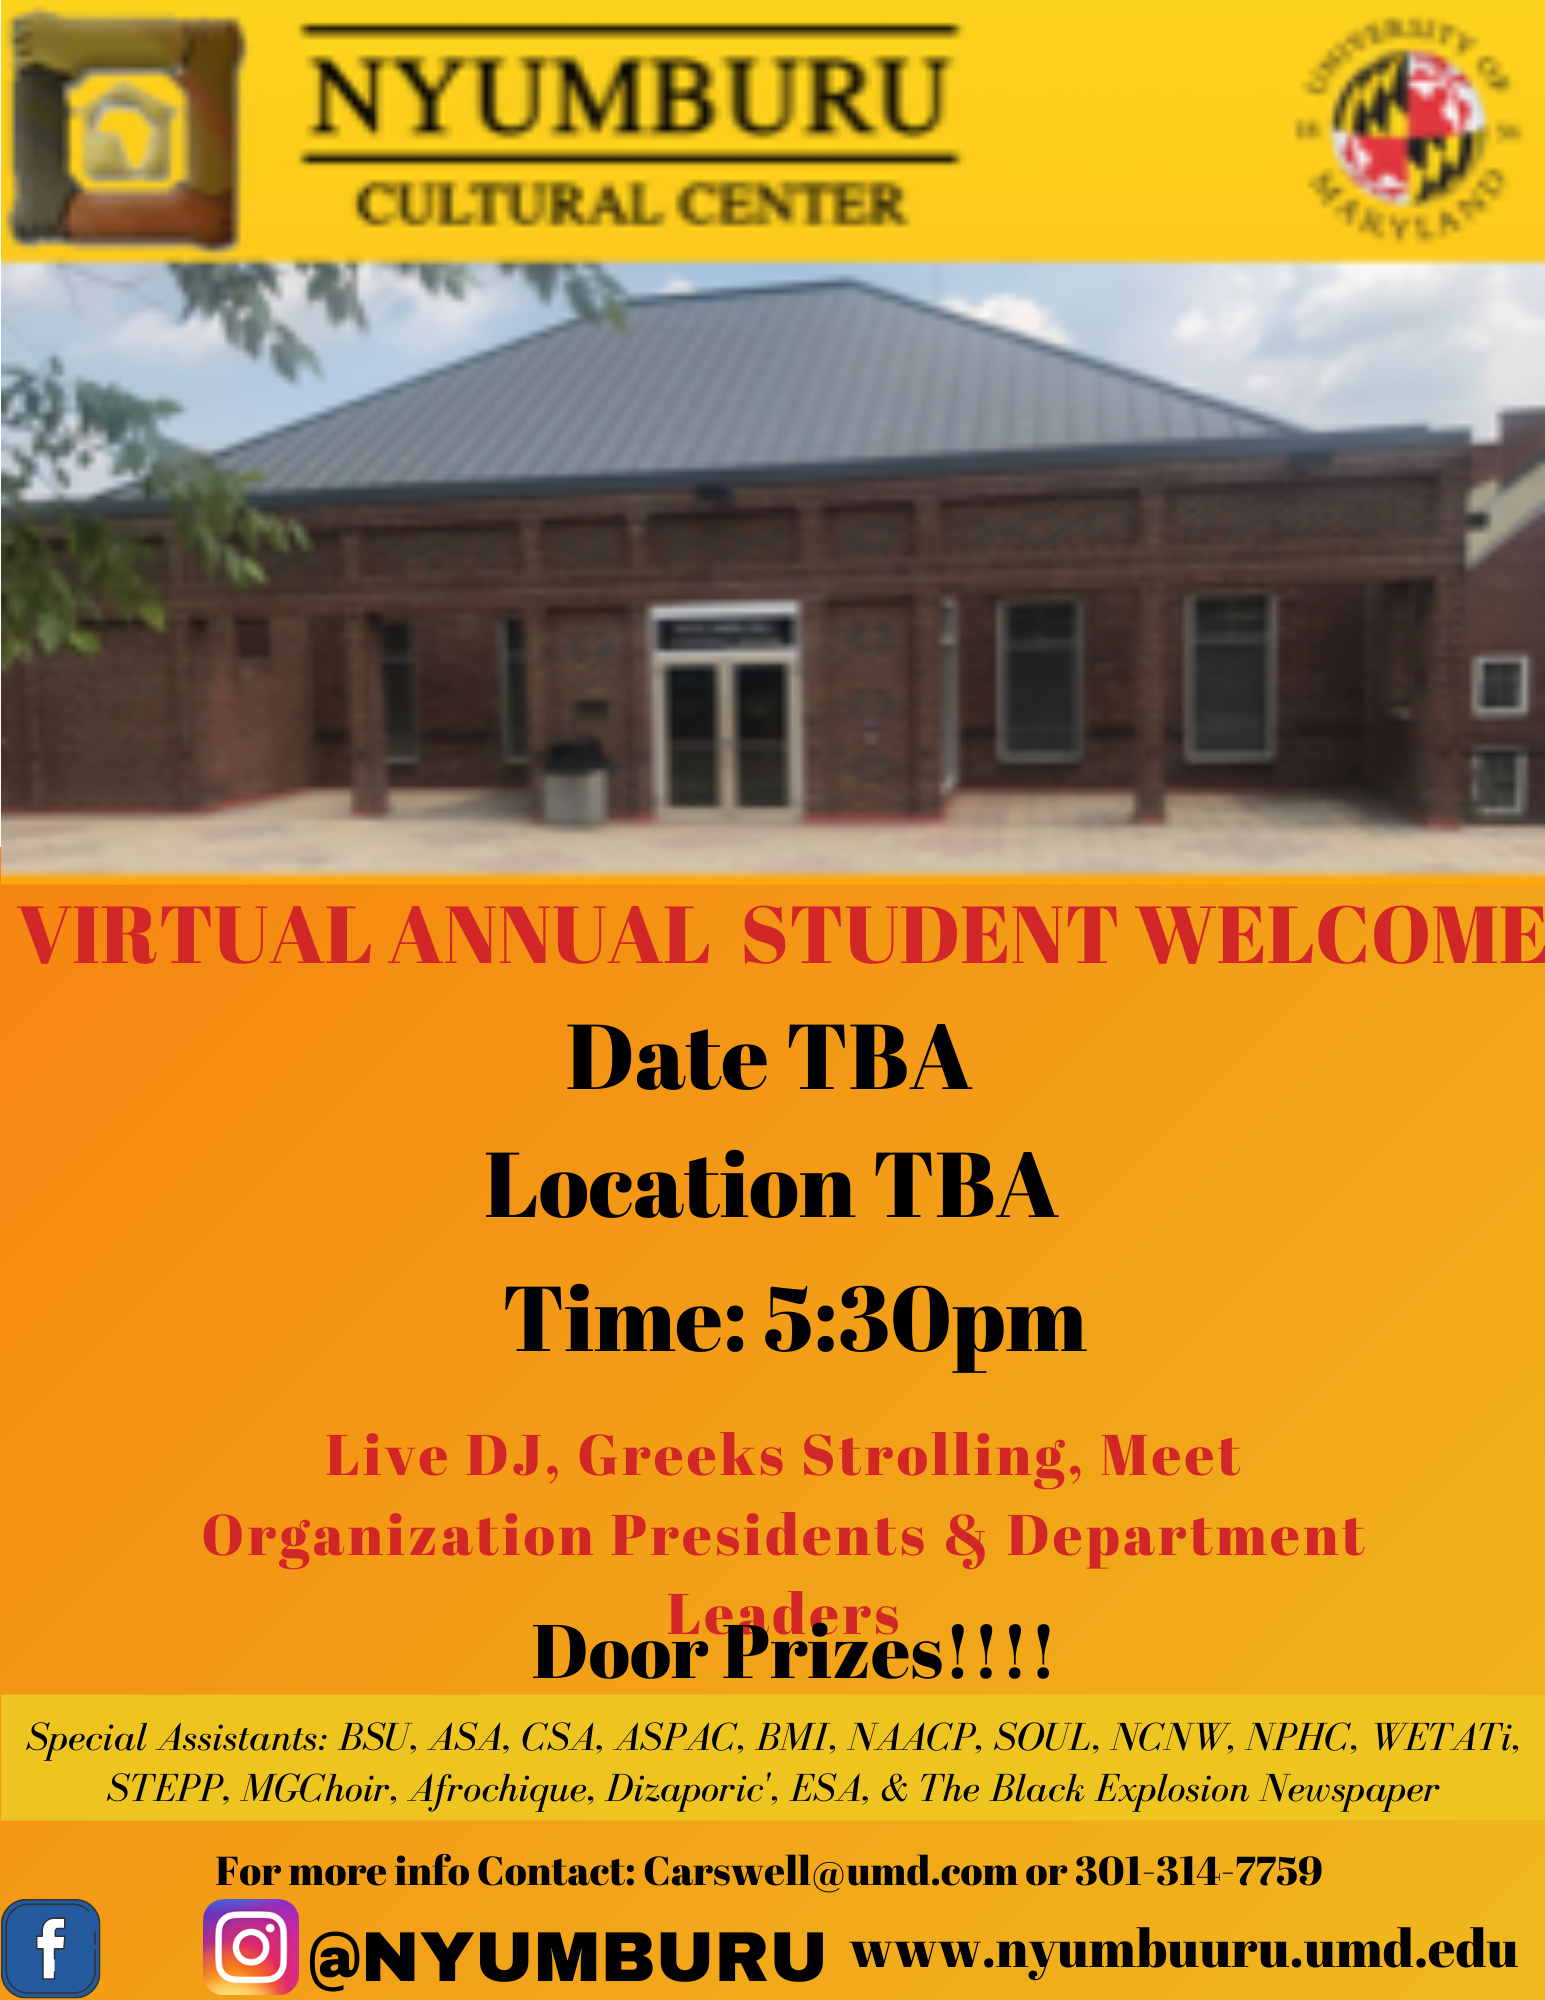 NYUMBURU
CULTURAL CENTER
UNIVERSITY OF
18 56
MARYLAND
VIRTUAL ANNUAL STUDENT WELCOME
Date TBA
Location TBA
Time: 5:30pm
Live DJ, Greeks Strolling, Meet
Organization Presidents & Department
Leaders
Door Prizes!!!!
Special Assistants: BSU, ASA, CSA, ASPAC, BMI, NAACP, SOUL, NCNW, NPHC, WETATi,
STEPP, MGChoir, Afrochique, Dizaporic', ESA, & The Black Explosion Newspaper
For more info Contact: Carswell@umd.com or 301-314-7759
f
@NYUMBURU www.nyumbuuru.umd.edu